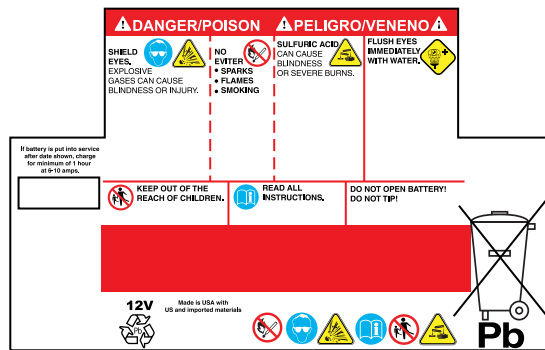 DANGER/POISON
PELIGRO/VENENO
SHIELD
EYES.
EXPLOSIVE
GASES CAN CAUSE
BLINDNESS OR INJURY.
NO
EVITER
• SPARKS
• FLAMES
• SMOKING
SULFURIC ACID
CAN CAUSE
BLINDNESS
OR SEVERE BURNS.
FLUSH EYES
IMMEDIATELY
WITH WATER.
If battery is put into service
after date shown, charge
for minimum of 1 hour
at 6-10 amps.
KEEP OUT OF THE
REACH OF CHILDREN.
READ ALL
INSTRUCTIONS.
DO NOT OPEN BATTERY!
DO NOT TIP!
12V
Pb
Made is USA with
US and imported materials
Pb